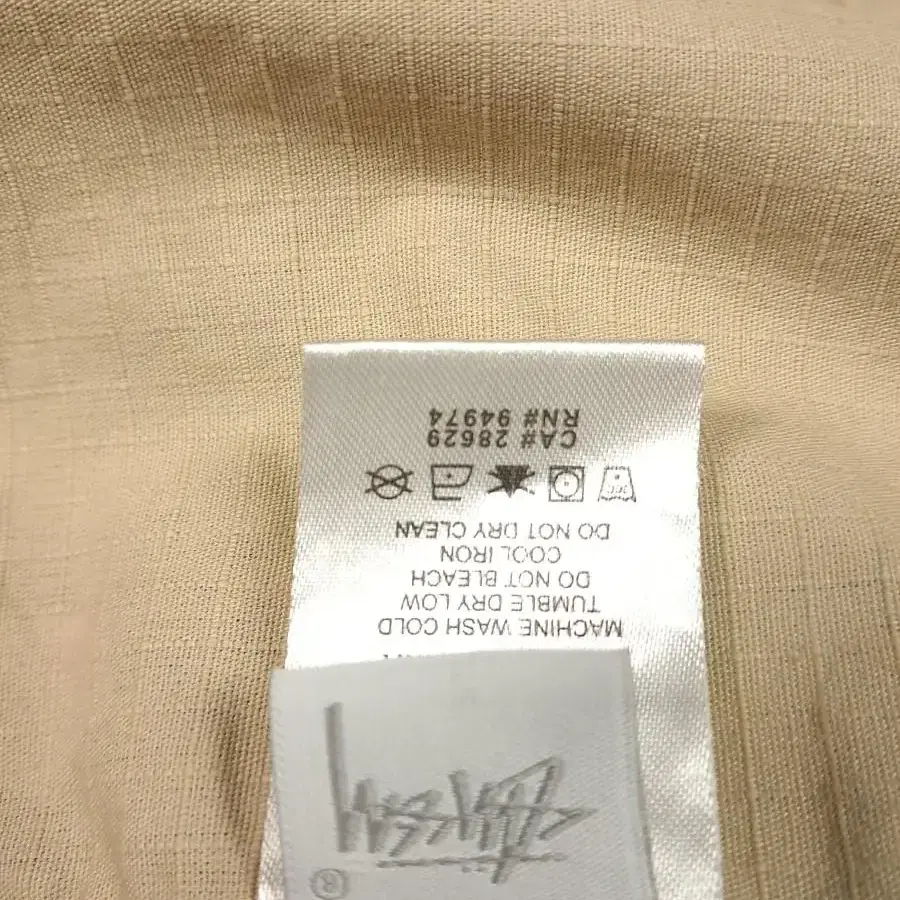 Stüssy
®
MACHINE WASH COLD
TUMBLE DRY LOW
DO NOT BLEACH
COOL IRON
DO NOT DRY CLEAN
CA# 28629
RN# 94974